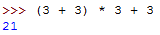 >>> (3 + 3) * 3 + 3
21